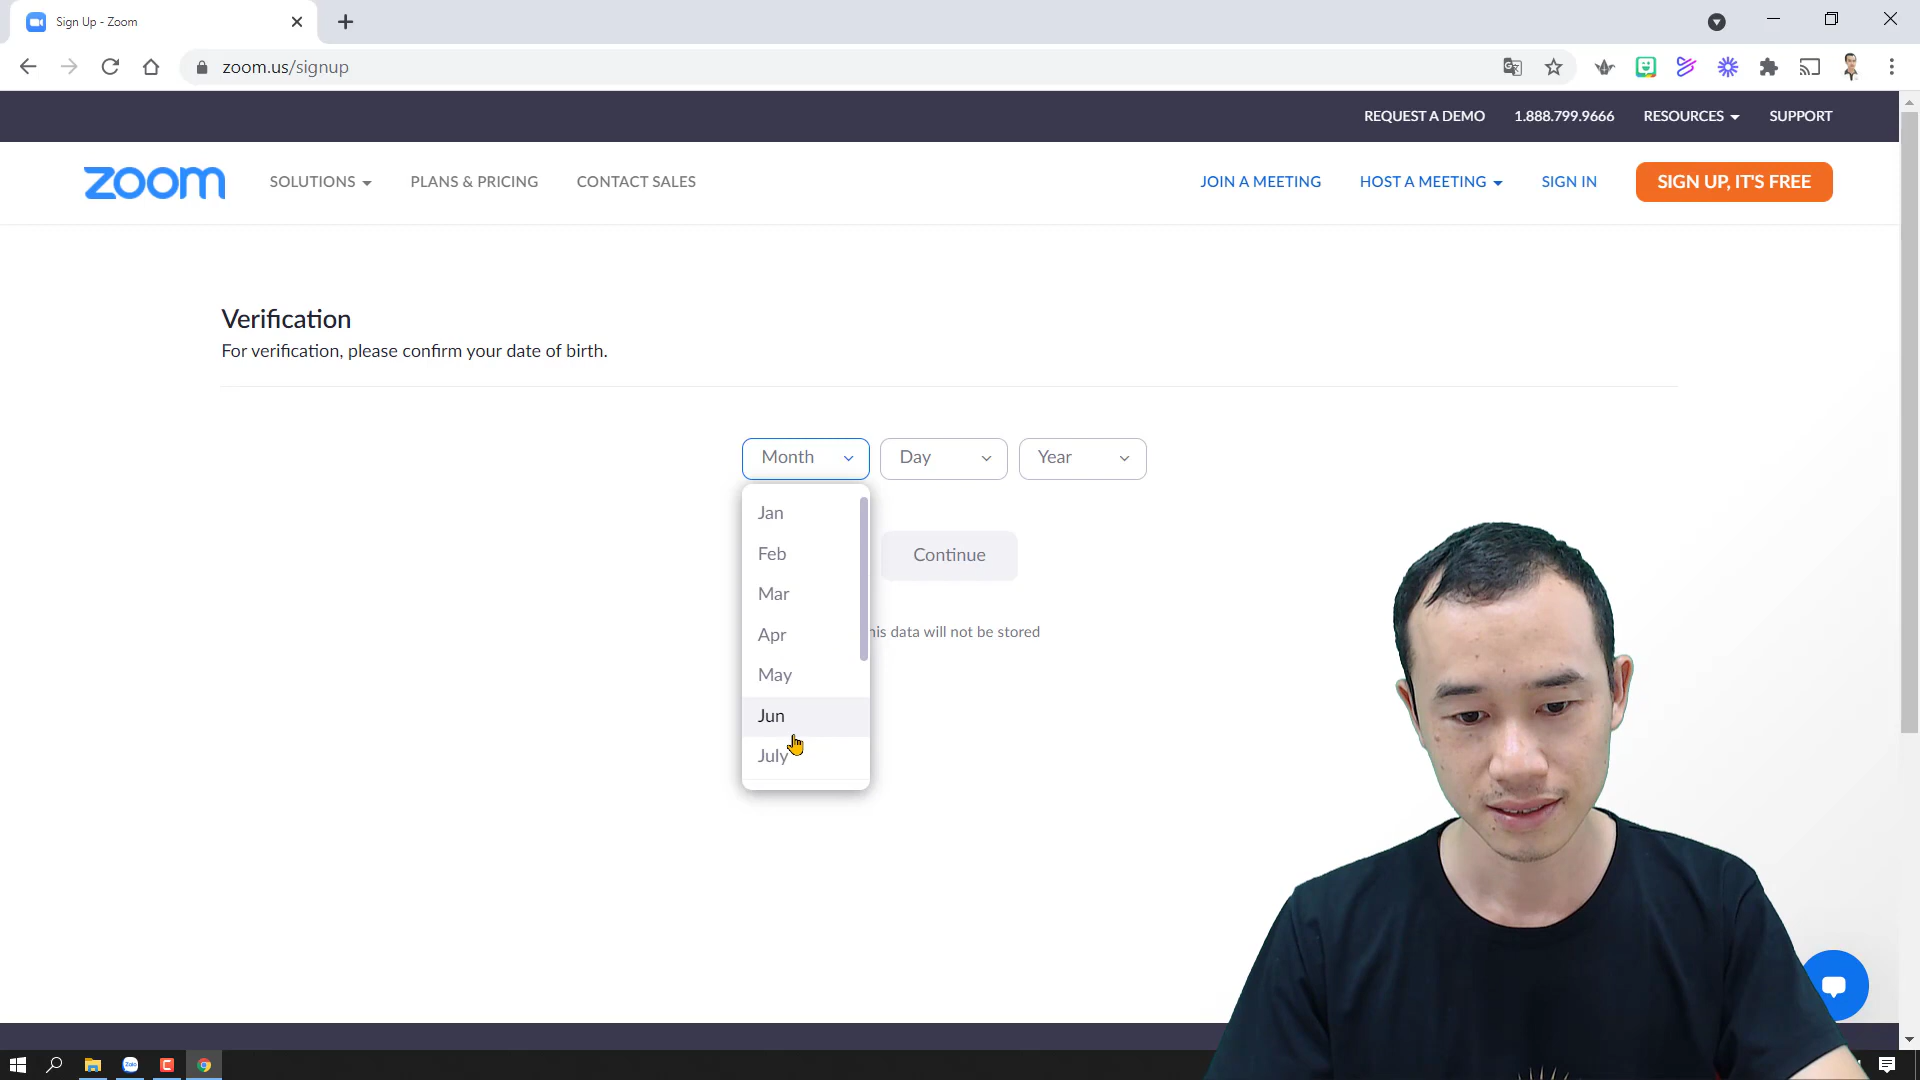 Sign Up - Zoom
zoom.us/signup
REQUEST A DEMO 1.888.799.9666 RESOURCES SUPPORT
zoom SOLUTIONS PLANS & PRICING CONTACT SALES JOIN A MEETING HOST A MEETING SIGN IN SIGN UP, IT'S FREE
Verification
For verification, please confirm your date of birth.
Month Day Year
Jan
Feb
Mar
Apr
May
Jun
July
Continue
his data will not be stored
Zalo